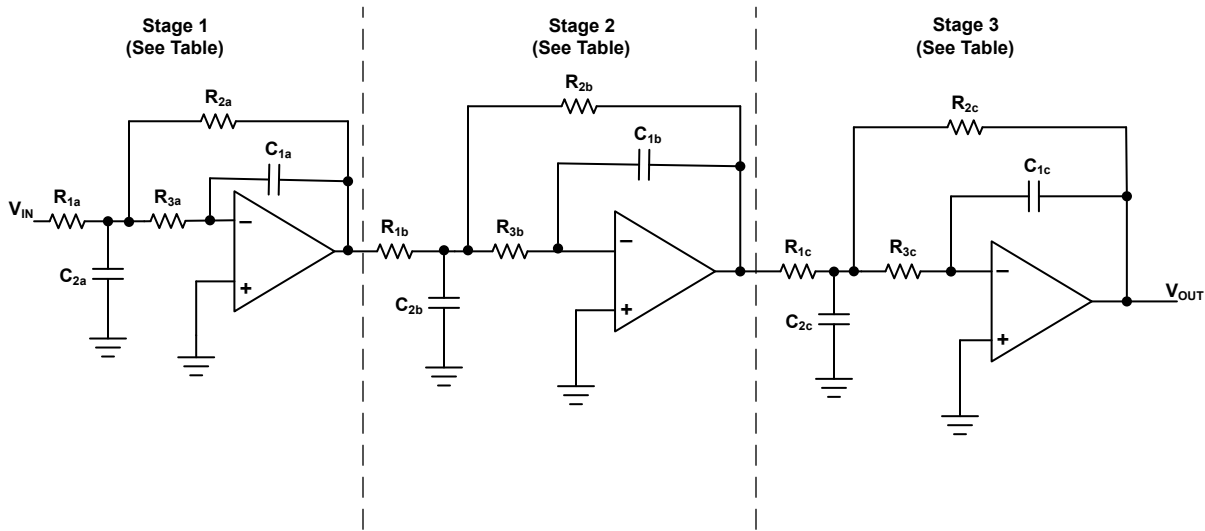 Stage 1
(See Table)
Stage 2
(See Table)
Stage 3
(See Table)
R2a
C1a
VIN
R1a
R3a
C2a
−
+
R2b
C1b
R1b
R3b
C2b
−
+
R2c
C1c
R1c
R3c
C2c
−
+
VOUT